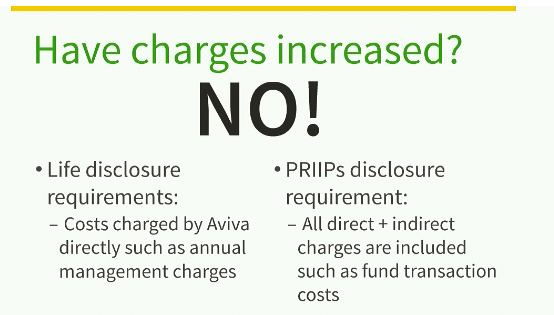 Have charges increased?
NO!
• Life disclosure
requirements:
– Costs charged by Aviva
directly such as annual
management charges
• PRIIPs disclosure
requirement:
– All direct + indirect
charges are included
such as fund transaction
costs